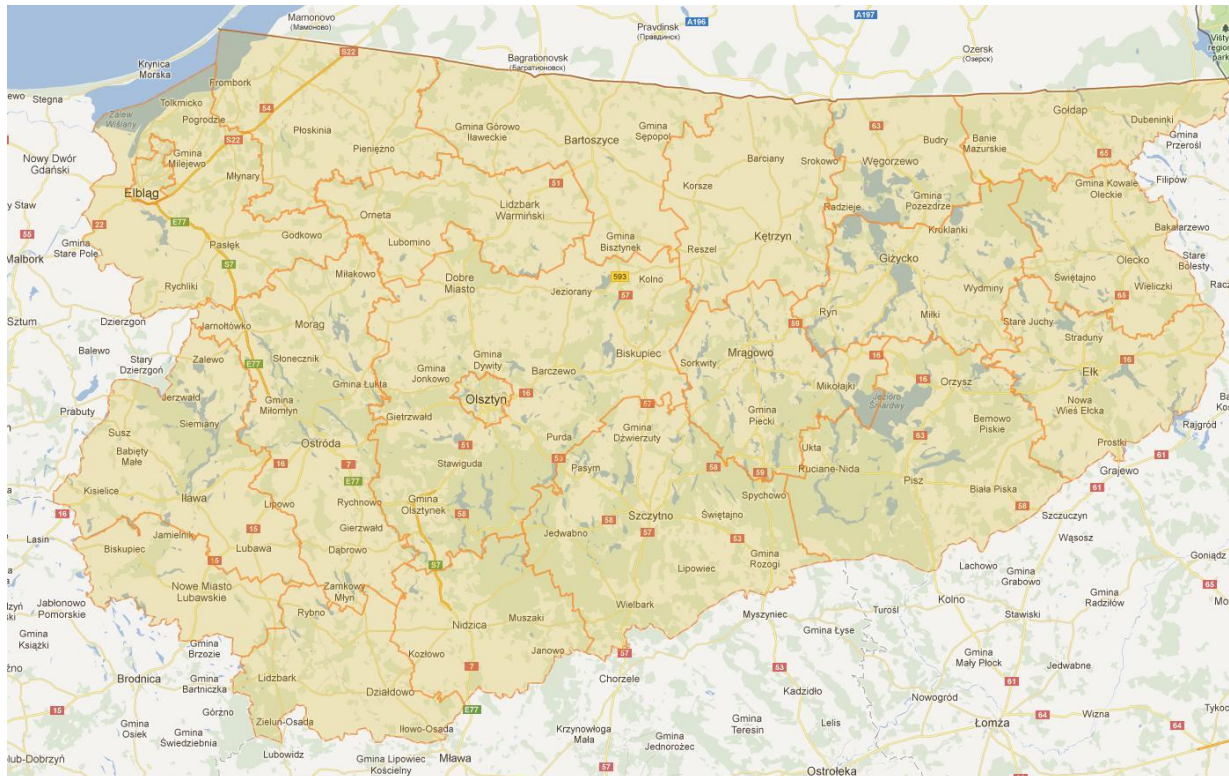 Mamonovo
(Мамоново)
A196
A197
Pravdinsk
(Правдинск)
Bagrationovsk
(Багратионовск)
Ozersk
(Озерск)
Krynica
Morska
Stegna
S22
Frombork
Tolkmicko
Pogrodzie
Zalew
Wiślany
54
S22
Płoskinia
Pieniężno
Gmina Górowo
Iławeckie
Bartoszyce
Gmina
Sępopol
Barciany
Srokowo
63
Węgorzewo
Budry
Banie
Mazurskie
Gołdap
Dubeninki
65
Gmina
Przerośl
Filipów
Nowy Dwór
Gdański
Gmina
Milejewo
Elbląg
Młynary
51
Lidzbark
Warmiński
Korsze
Radzieje
Gmina
Pozezdrze
Kruklanki
Gmina Kowale
Oleckie
Bakałarzewo
55
22
E77
Gmina
Stare Pole
Malbork
Pasłęk
Godkowo
Orneta
Lubomino
Gmina
Bisztynek
Reszel
Kętrzyn
Giżycko
Olecko
Stare
Bolesty
S7
Rychliki
Miłakowo
Dobre
Miasto
Jeziorany
593
57
Kolno
Wydminy
Świętajno
Wieliczki
65
Sztum
Dzierzgoń
Jarnołtówko
Morąg
Ryn
59
Miłki
Stare Juchy
Straduny
16
Balewo
Stary
Dzierzgoń
Zalewo
Słonecznik
E77
Gmina
Dywity
Gmina
Jonkowo
Barczewo
Biskupiec
Sorkwity
Mrągowo
Mikołajki
16
16
Orzysz
Ełk
Prabuty
Jerzwałd
Siemiany
Gmina
Miłomłyn
Gmina Łukta
Gietrzwałd
Olsztyn
16
57
Gmina
Piecki
Jezioro
Śniardwy
Bemowo
Piskie
Nowa
Wieś Ełcka
Rajgród
Susz
Babięty
Małe
Ostróda
51
Stawiguda
Purda
53
Pasym
Gmina
Dźwierzuty
58
59
Ukta
Ruciane-Nida
63
Pisz
Prostki
61
Grajewo
Kisielice
Iława
16
7
E77
Lipowo
Rychnowo
Gmina
Olsztynek
58
Spychowo
Biała Piska
58
61
16
Lasin
Biskupiec
Jamielnik
15
Lubawa
15
Gierzwałd
Dąbrowo
S7
Jedwabno
58
Szczytno
57
Świętajno
53
Lipowiec
Gmina
Rozogi
Szczuczyn
Wąsosz
Goniądz
Lachowo
Gmina
Grabowo
65
Nowe Miasto
Lubawskie
Zamkowy
Młyn
Rybno
Jabłonowo
Pomorskie
Gmina
Książki
Nidzica
Muszaki
Wielbark
Myszyniec
Turośl
Kolno
Stawiski
Gmina
Radziłów
Gmina
Brzozie
Kozłowo
Janowo
57
Gmina Łyse
Gmina
Mały Płock
Jedwabne
Brodnica
Gmina
Bartniczka
Lidzbark
7
Działdowo
Chorzele
53
Kadzidło
61
Nowogród
15
Górzno
Gmina
Osiek
Gmina
Świedziebnia
Zieluń-Osada
Iłowo-Osada
E77
Krzynowłoga
Mała
Gmina
Jednorożec
Gmina
Teresin
Lelis
Łomża
64
Wizna
64
Lubowidz
Gmina Lipowiec
Kościelny
Mława
57
61
Ostrołęka